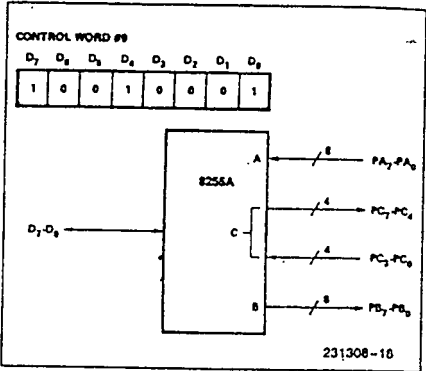 CONTROL WORD #9
D7 D6 D5 D4 D3 D2 D1 D0
1 0 0 1 0 0 0 1
8255A
A
8
PA7-PA0
4
PC7-PC4
D7-D0
C
4
PC3-PC0
B
8
PB7-PB0
231308-16